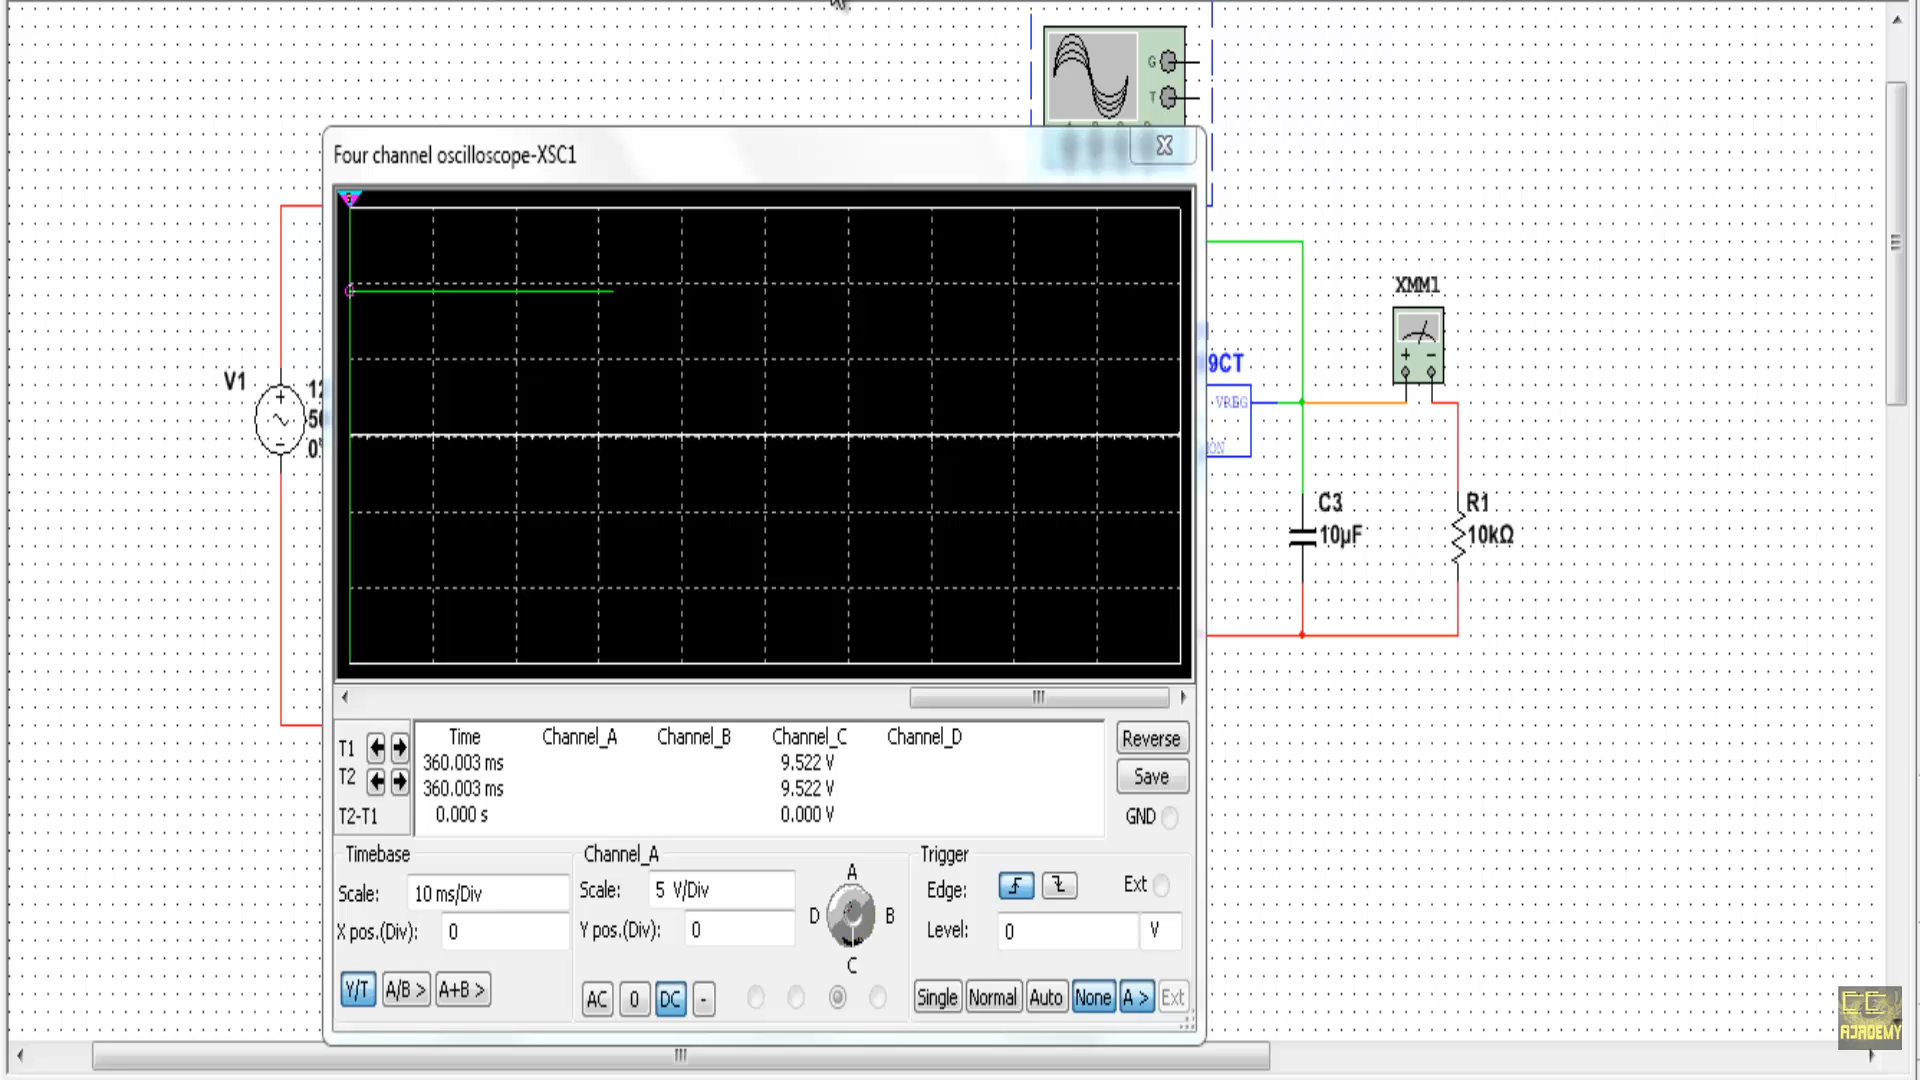 G
T
Four channel oscilloscope-XSC1
X
XMM1
V1
9CT
VREG
C3
10µF
R1
10kΩ
Time Channel_A Channel_B Channel_C Channel_D
T1 360.003 ms 9.522 V
T2 360.003 ms 9.522 V
T2-T1 0.000 s 0.000 V
Reverse
Save
GND
Timebase
Scale: 10 ms/Div
X pos.(Div): 0
Y/T A/B > A+B >
Channel_A
Scale: 5 V/Div
Y pos.(Div): 0
AC 0 DC -
A
D B
C
Trigger
Edge: Ext
Level: 0 V
Single Normal Auto None A > Ext